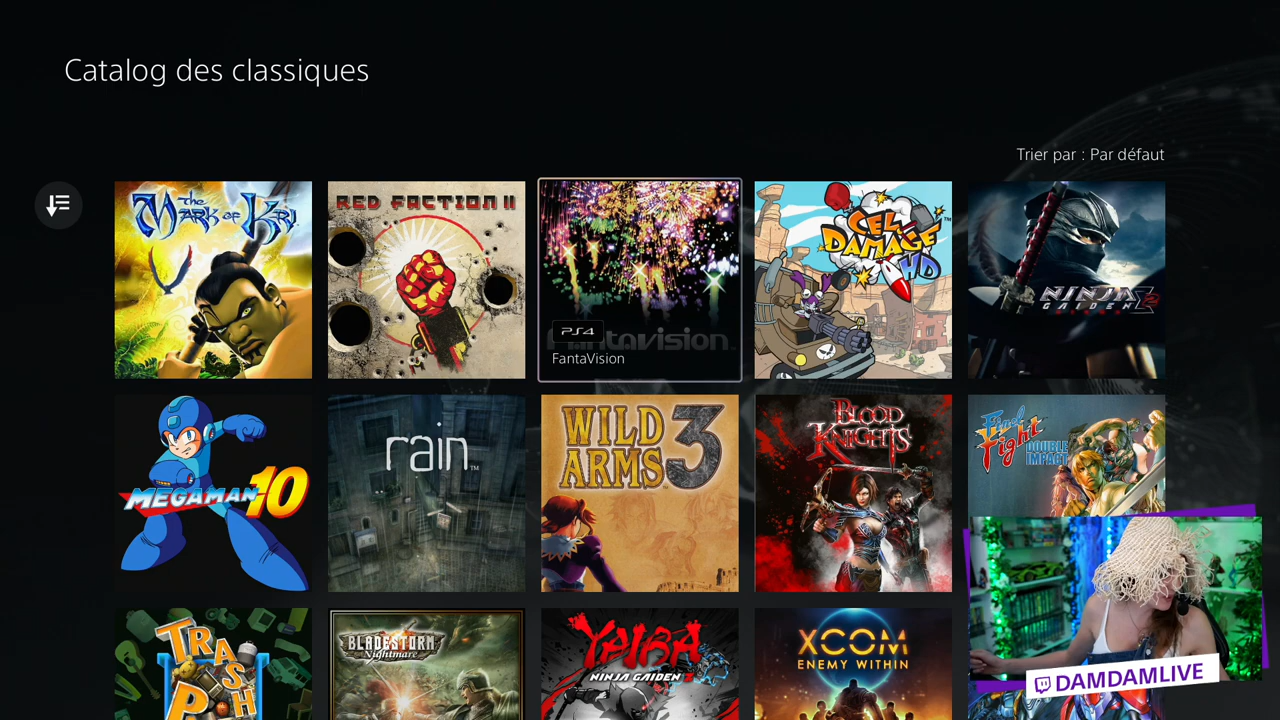 Catalog des classiques
Trier par : Par défaut
the
MARK OF KRI
RED FACTION II
PS4
Fantavision
FantaVision
CEL
DAMAGE
HD
NINJA
GAIDEN Σ2
MEGAMAN 10
rain™
WILD
ARMS 3
BLOOD
KNIGHTS
Final
Fight
DOUBLE
IMPACT
TRASH
P
BLADESTORM
Nightmare
YAIBA
NINJA GAIDEN Z
XCOM
ENEMY WITHIN
DAMDAMLIVE